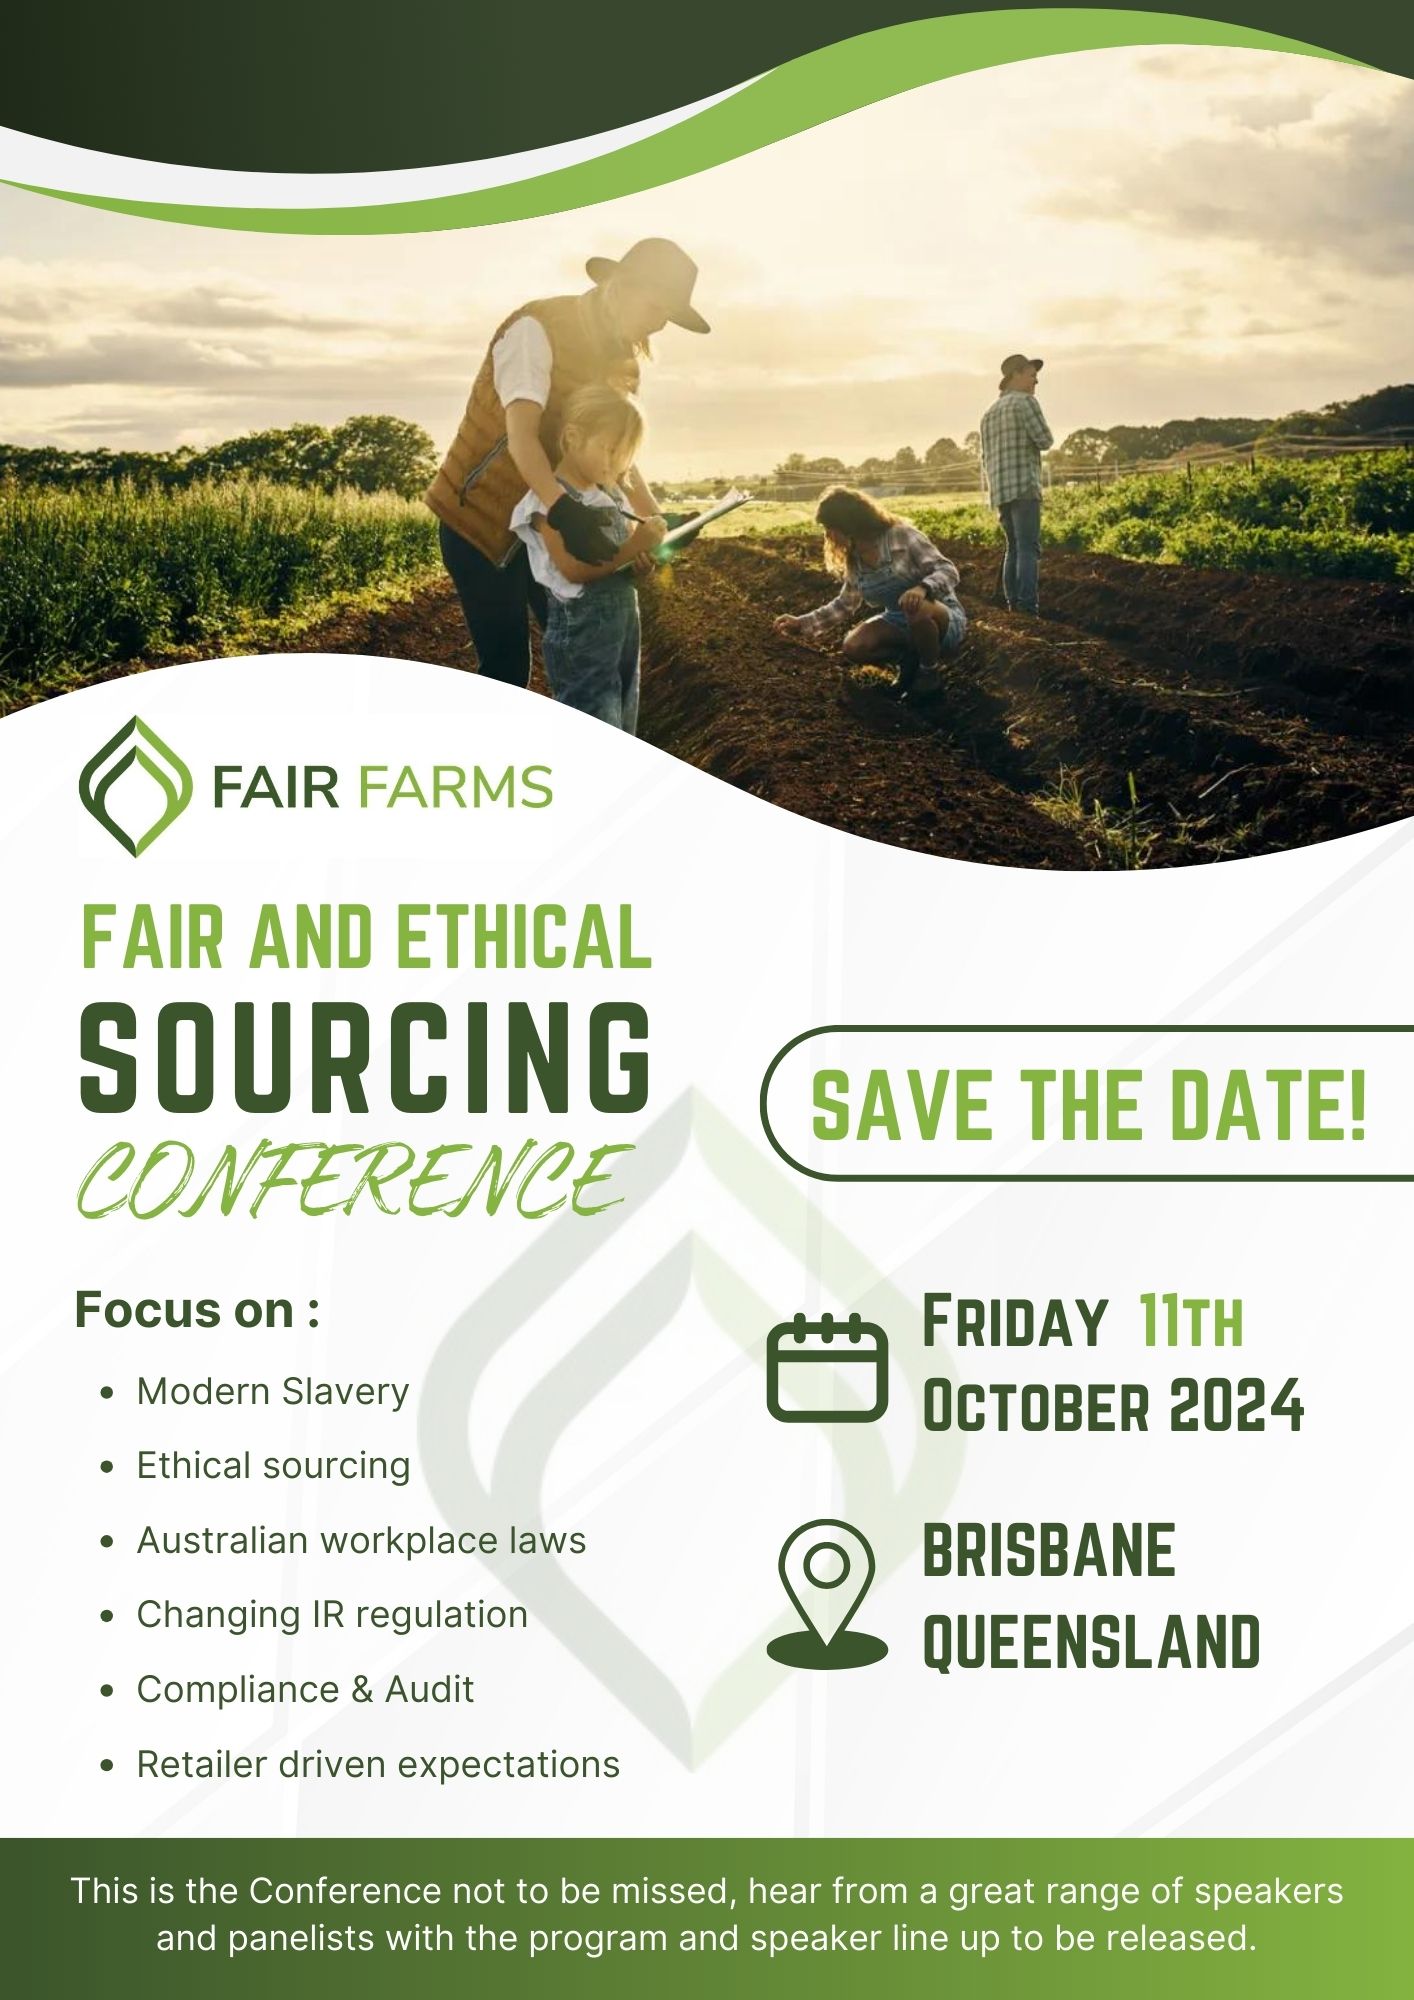 FAIR FARMS
FAIR AND ETHICAL
SOURCING
CONFERENCE
SAVE THE DATE!
Focus on :
• Modern Slavery
• Ethical sourcing
• Australian workplace laws
• Changing IR regulation
• Compliance & Audit
• Retailer driven expectations
FRIDAY 11TH
OCTOBER 2024
BRISBANE
QUEENSLAND
This is the Conference not to be missed, hear from a great range of speakers
and panelists with the program and speaker line up to be released.